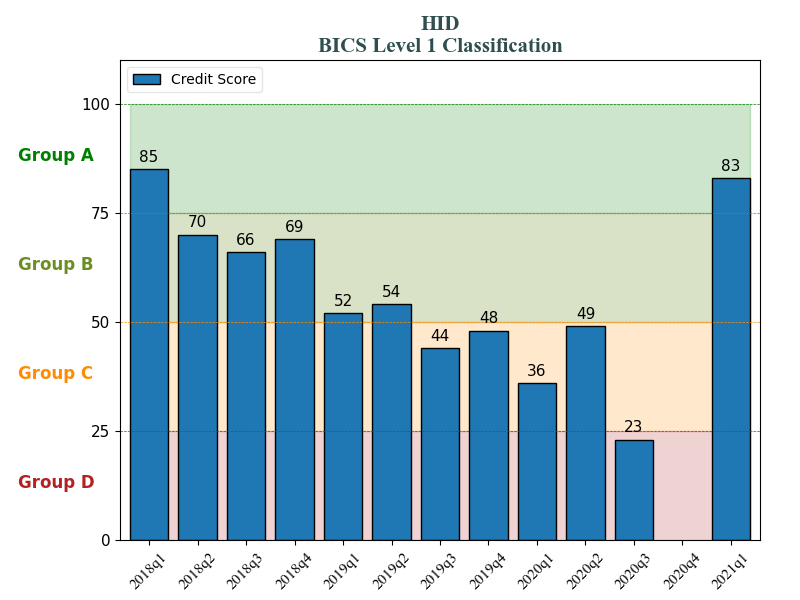 HID
BICS Level 1 Classification
Credit Score
100
Group A
85
83
75
70
66
69
Group B
52
54
50
44
48
36
49
Group C
25
23
Group D
0
2018q1 2018q2 2018q3 2018q4 2019q1 2019q2 2019q3 2019q4 2020q1 2020q2 2020q3 2020q4 2021q1